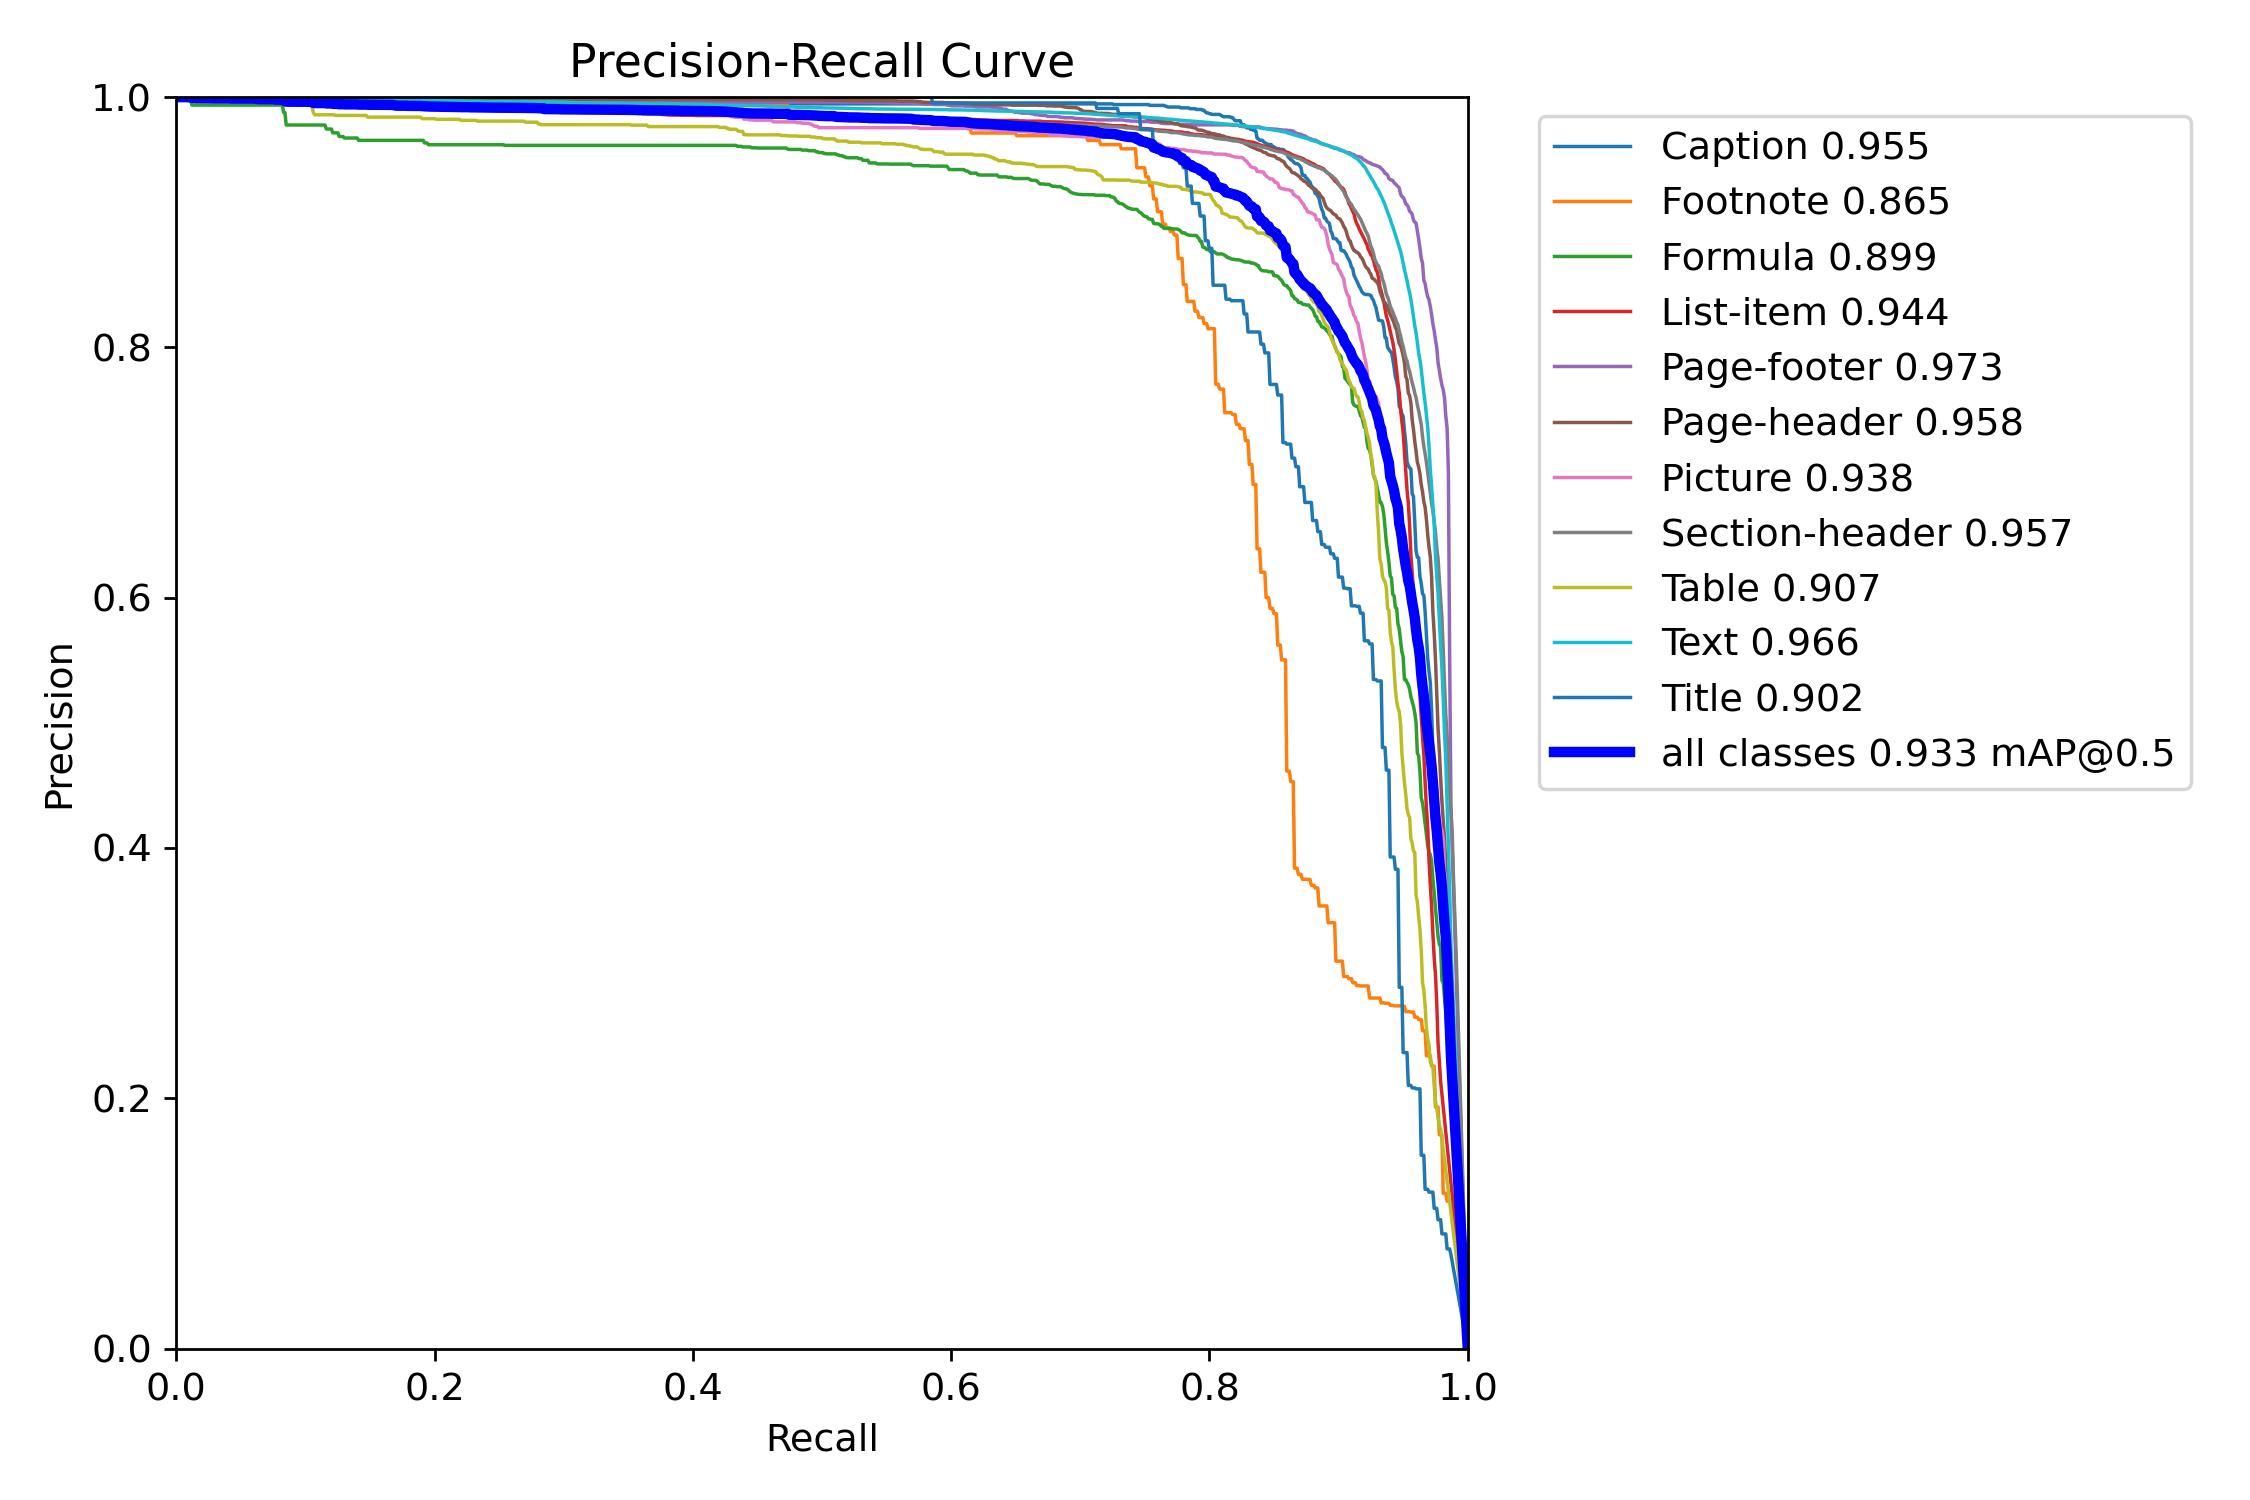 Precision-Recall Curve
1.0
0.8
0.6
0.4
0.2
0.0
Precision
0.0 0.2 0.4 0.6 0.8 1.0
Recall
Caption 0.955
Footnote 0.865
Formula 0.899
List-item 0.944
Page-footer 0.973
Page-header 0.958
Picture 0.938
Section-header 0.957
Table 0.907
Text 0.966
Title 0.902
all classes 0.933 mAP@0.5